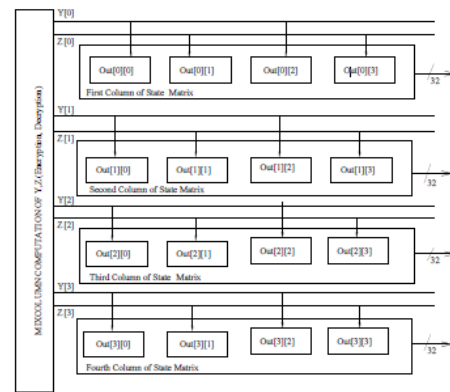 MIXCOLUMN COMPUTATION OF Y,Z (Encryption, Decryption)
Y[0]
Z[0]
Out[0][0] Out[0][1] Out[0][2] Out[0][3]
First Column of State Matrix
32
Y[1]
Z[1]
Out[1][0] Out[1][1] Out[1][2] Out[1][3]
Second Column of State Matrix
32
Y[2]
Z[2]
Out[2][0] Out[2][1] Out[2][2] Out[2][3]
Third Column of State Matrix
32
Y[3]
Z[3]
Out[3][0] Out[3][1] Out[3][2] Out[3][3]
Fourth Column of State Matrix
32